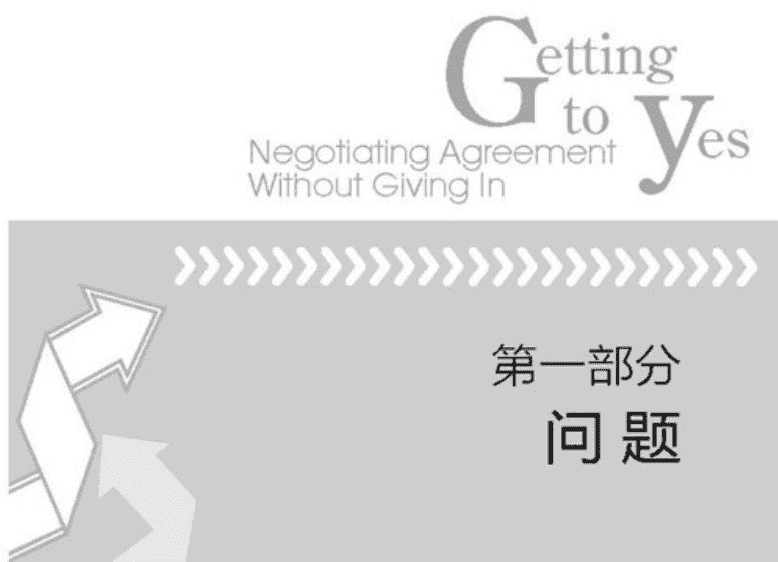 Getting
to Yes
Negotiating Agreement
Without Giving In
第一部分
问题